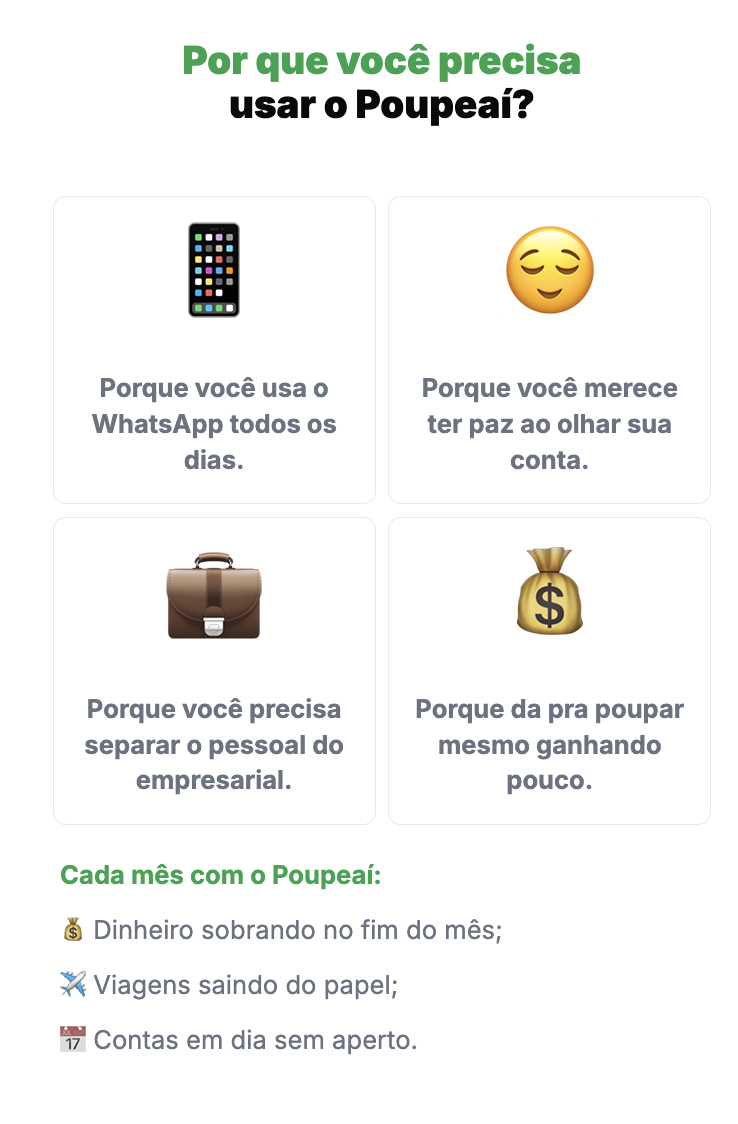 Por que você precisa
usar o Poupeaí?
Porque você usa o
WhatsApp todos os
dias.
Porque você merece
ter paz ao olhar sua
conta.
$
Porque você precisa
separar o pessoal do
empresarial.
Porque da pra poupar
mesmo ganhando
pouco.
Cada mês com o Poupeaí:
Dinheiro sobrando no fim do mês;
Viagens saindo do papel;
17 Contas em dia sem aperto.